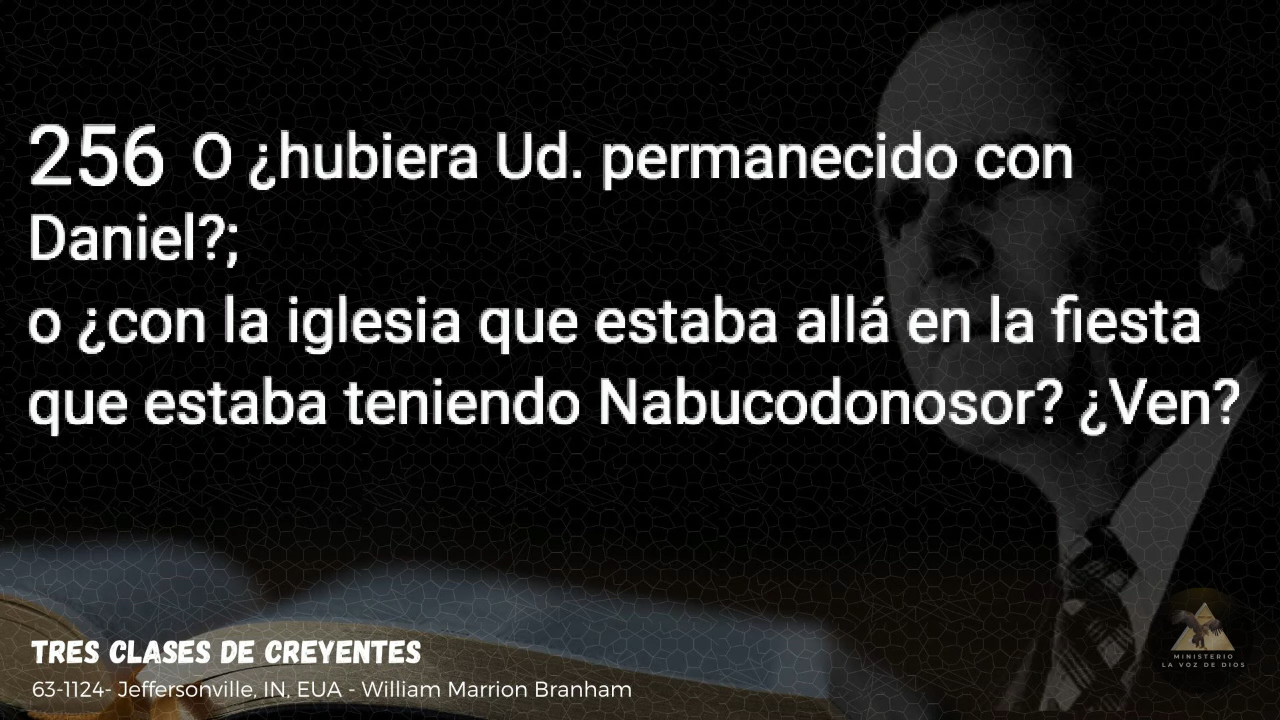 256 O ¿hubiera Ud. permanecido con
Daniel?;
o ¿con la iglesia que estaba allá en la fiesta
que estaba teniendo Nabucodonosor? ¿Ven?
TRES CLASES DE CREYENTES
63-1124- Jeffersonville, IN, EUA - William Marrion Branham
MINISTERIO
LA VOZ DE DIOS